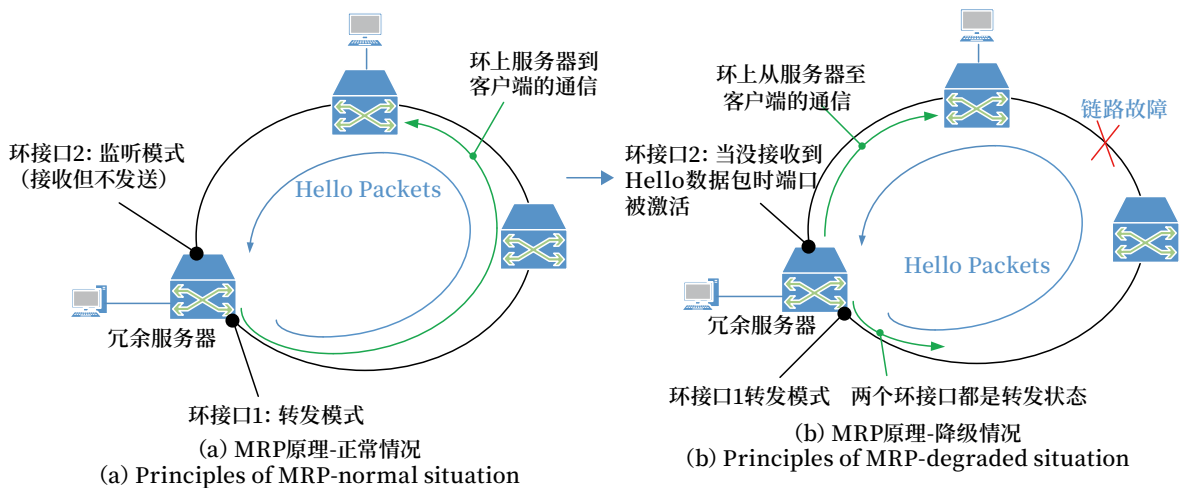 环上服务器到
客户端的通信
环接口2: 监听模式
（接收但不发送）
Hello Packets
冗余服务器
环接口1: 转发模式
(a) MRP原理-正常情况
(a) Principles of MRP-normal situation
环上从服务器至
客户端的通信
链路故障
环接口2: 当没接收到
Hello数据包时端口
被激活
Hello Packets
冗余服务器
环接口1转发模式
两个环接口都是转发状态
(b) MRP原理-降级情况
(b) Principles of MRP-degraded situation